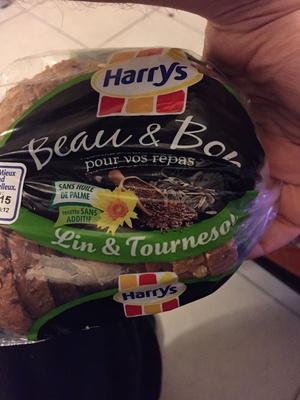 Harrys
Beau & Bon
pour vos repas
SANS HUILE
DE PALME
recette SANS
ADDITIF
Lin & Tournesol
Harrys